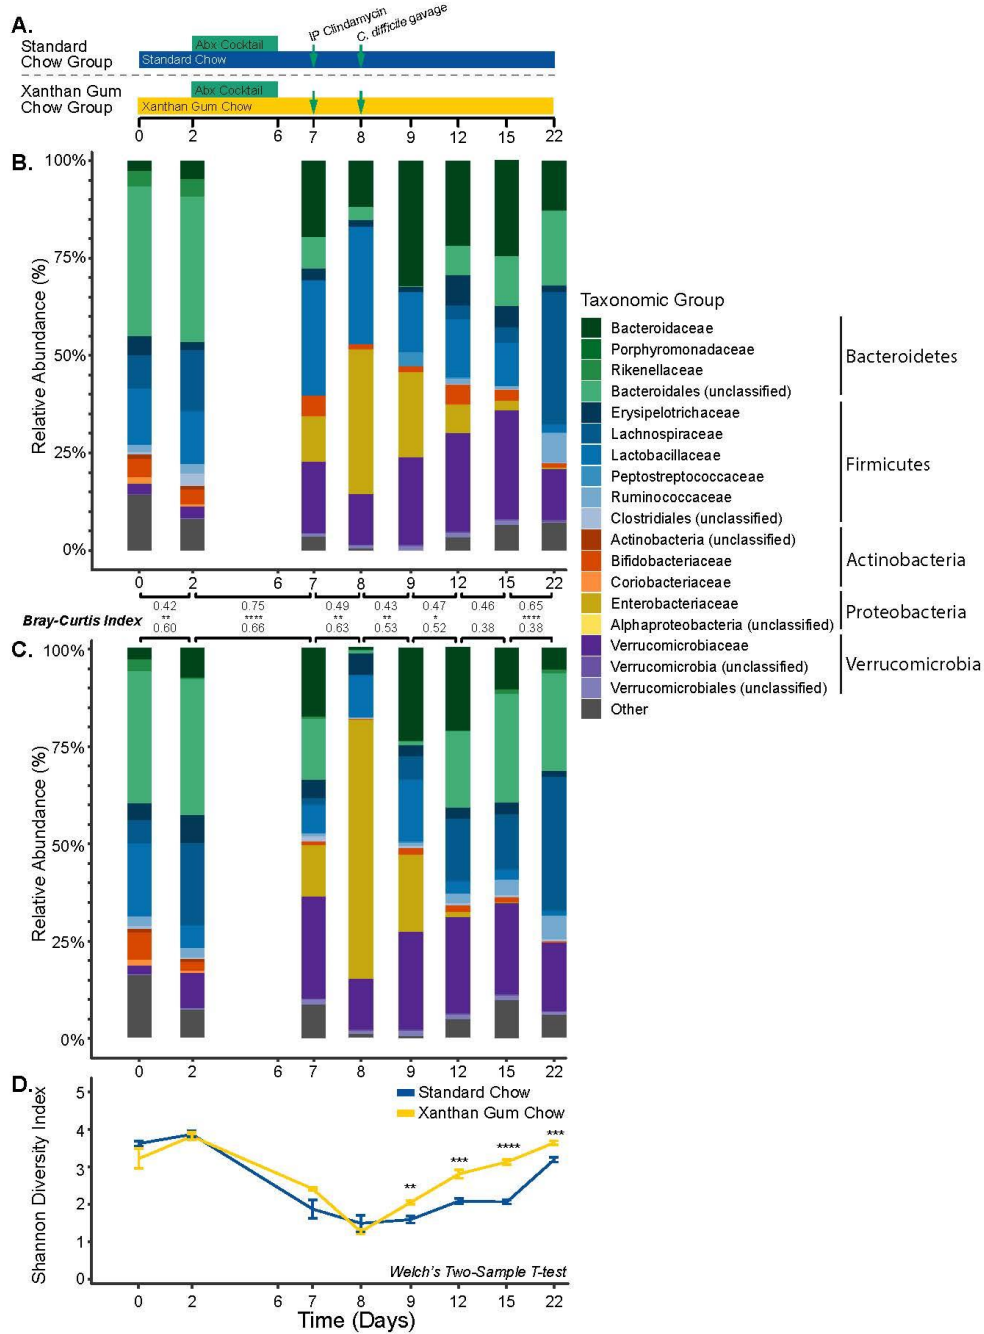 A.
IP Clindamycin
C. difficile gavage
Standard
Chow Group
Abx Cocktail
Standard Chow
Xanthan Gum
Chow Group
Abx Cocktail
Xanthan Gum Chow
0 2 6 7 8 9 12 15 22
B.
Relative Abundance (%)
100%
75%
50%
25%
0%
0 2 6 7 8 9 12 15 22
Taxonomic Group
Bacteroidaceae
Porphyromonadaceae
Rikenellaceae
Bacteroidales (unclassified)
Bacteroidetes
Erysipelotrichaceae
Lachnospiraceae
Lactobacillaceae
Peptostreptococcaceae
Ruminococcaceae
Clostridiales (unclassified)
Firmicutes
Actinobacteria (unclassified)
Bifidobacteriaceae
Coriobacteriaceae
Actinobacteria
Enterobacteriaceae
Alphaproteobacteria (unclassified)
Proteobacteria
Verrucomicrobiaceae
Verrucomicrobia (unclassified)
Verrucomicrobiales (unclassified)
Verrucomicrobia
Other
Bray-Curtis Index
0.42 0.75 0.49 0.43 0.47 0.46 0.65
** **** ** ** * ****
0.60 0.66 0.63 0.53 0.52 0.38 0.38
C.
Relative Abundance (%)
100%
75%
50%
25%
0%
0 2 6 7 8 9 12 15 22
D.
Shannon Diversity Index
5
4
3
2
1
0
Standard Chow
Xanthan Gum Chow
** *** **** ***
Welch's Two-Sample T-test
0 2 6 7 8 9 12 15 22
Time (Days)